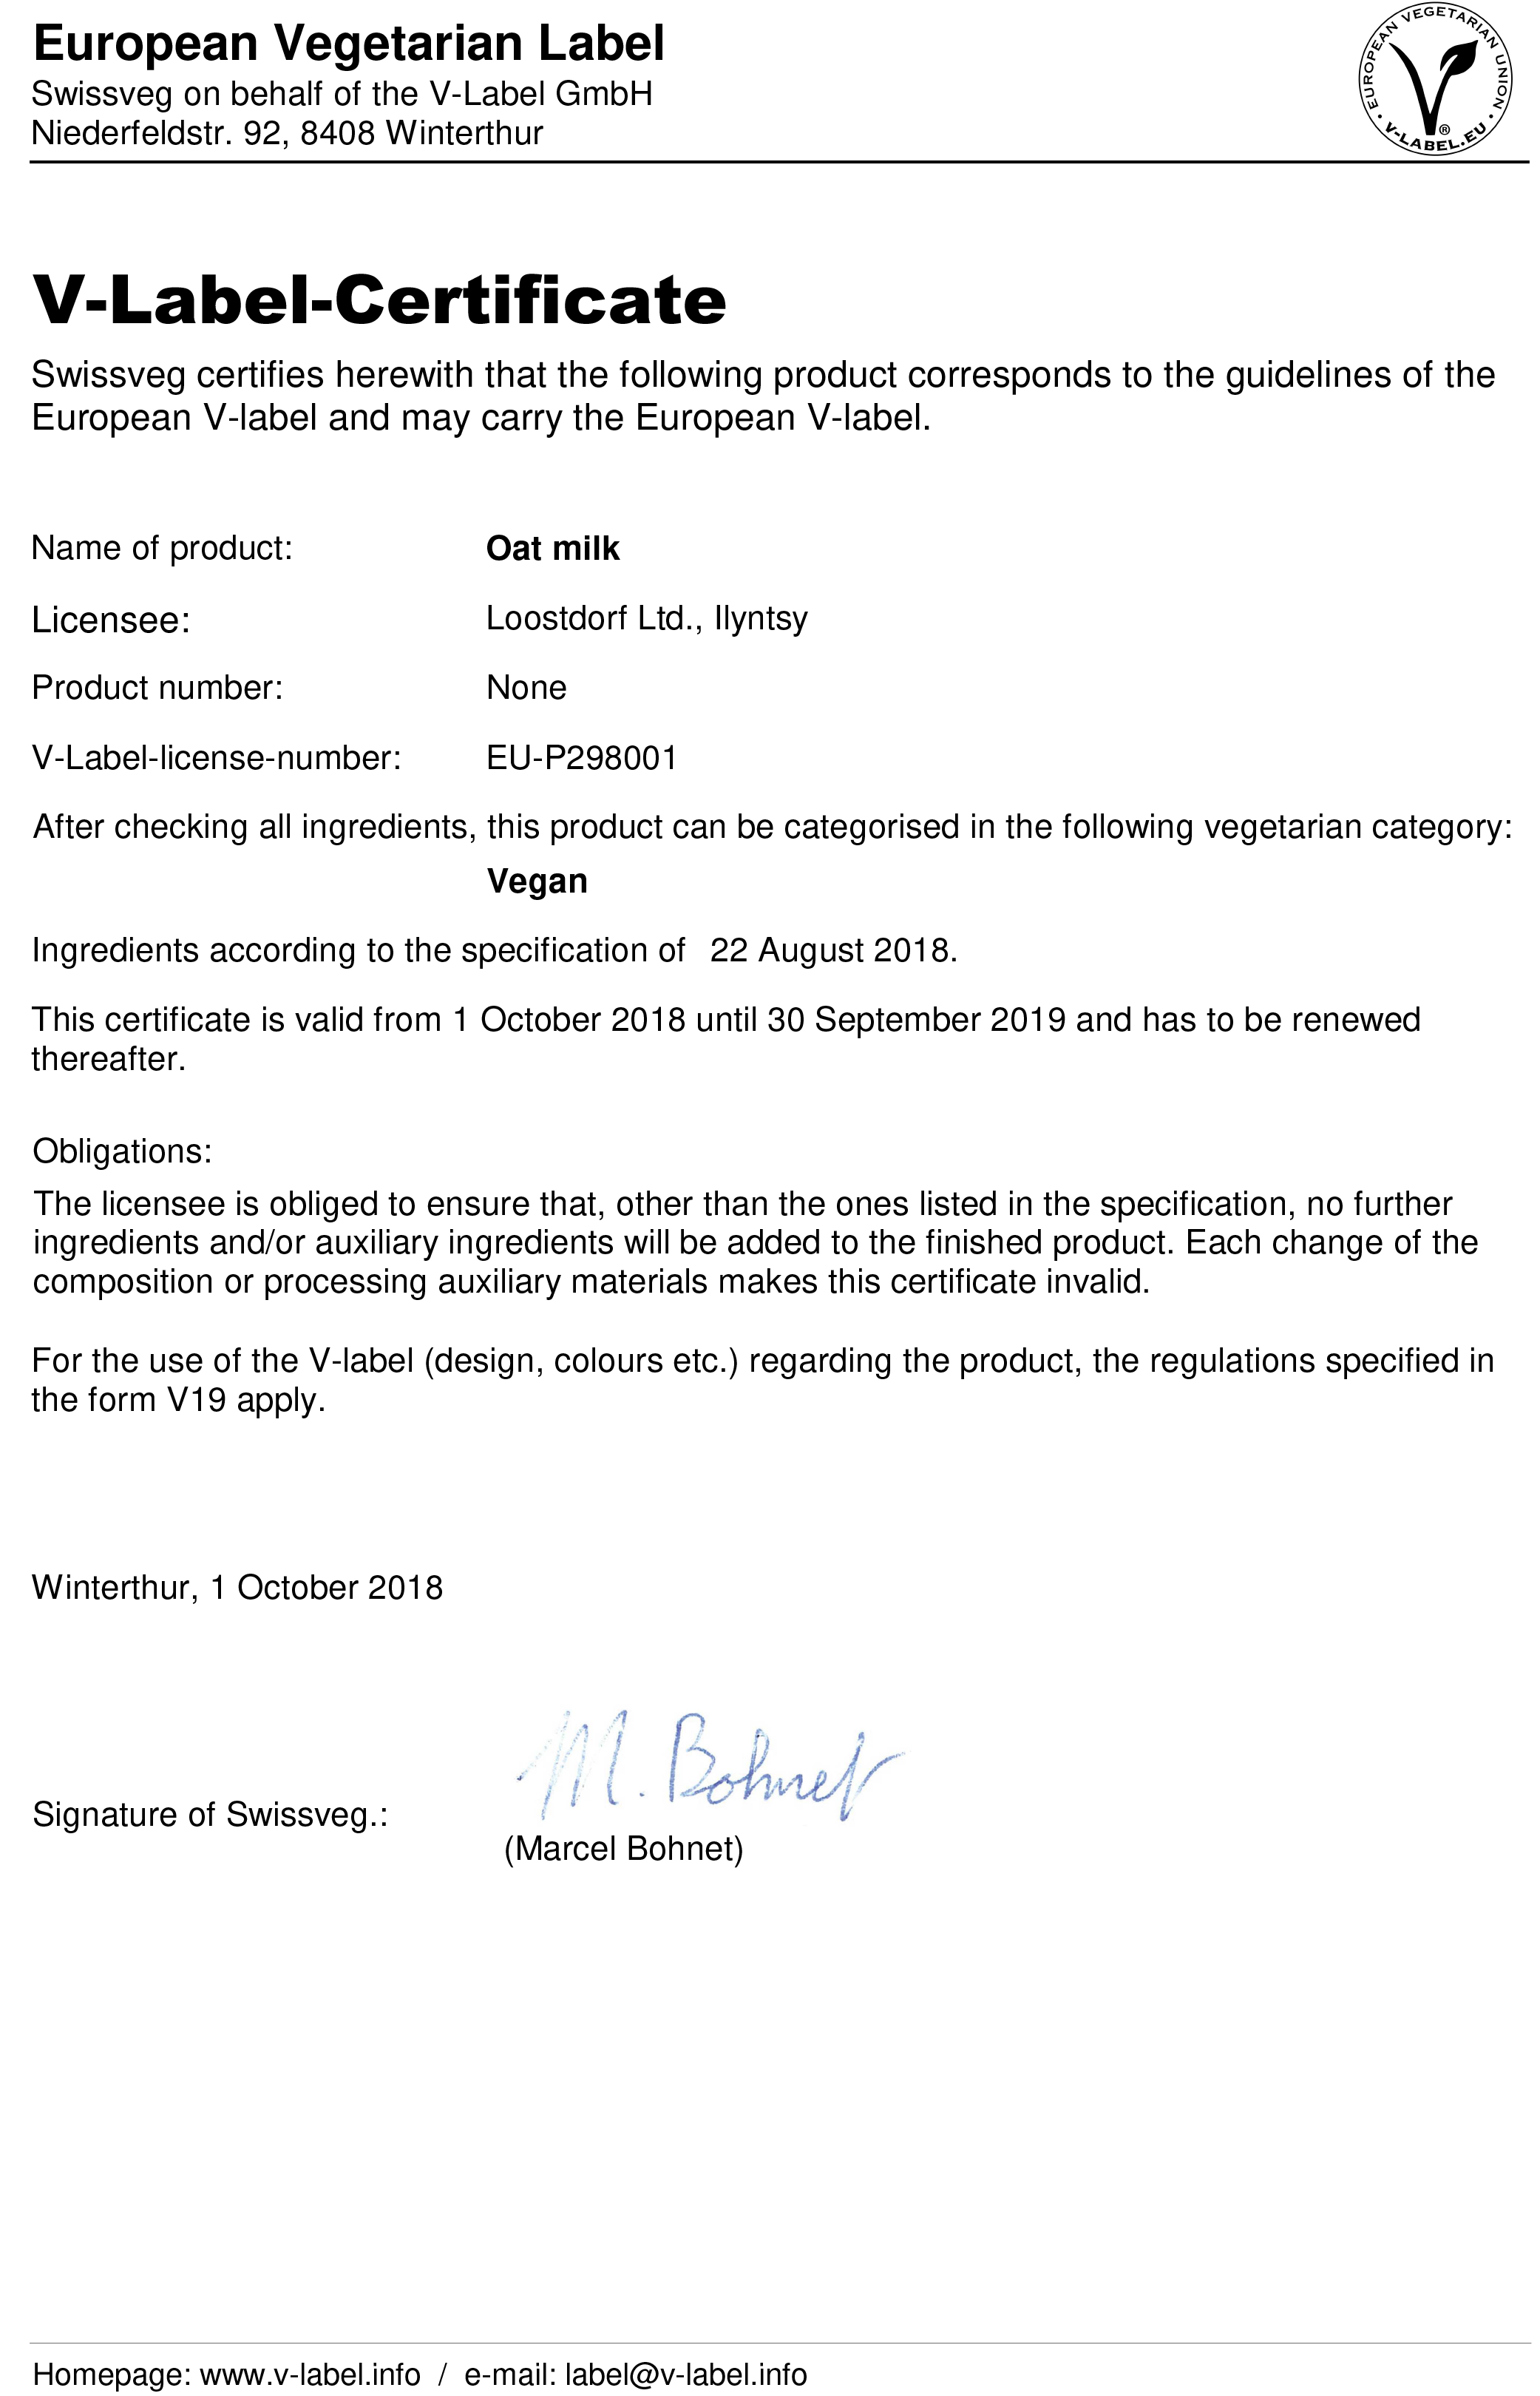 European Vegetarian Label
Swissveg on behalf of the V-Label GmbH
Niederfeldstr. 92, 8408 Winterthur
• EUROPEAN VEGETARIAN UNION •
V-LABEL.EU
®
V-Label-Certificate
Swissveg certifies herewith that the following product corresponds to the guidelines of the
European V-label and may carry the European V-label.
Name of product: Oat milk
Licensee: Loostdorf Ltd., Ilyntsy
Product number: None
V-Label-license-number: EU-P298001
After checking all ingredients, this product can be categorised in the following vegetarian category:
Vegan
Ingredients according to the specification of 22 August 2018.
This certificate is valid from 1 October 2018 until 30 September 2019 and has to be renewed
thereafter.
Obligations:
The licensee is obliged to ensure that, other than the ones listed in the specification, no further
ingredients and/or auxiliary ingredients will be added to the finished product. Each change of the
composition or processing auxiliary materials makes this certificate invalid.
For the use of the V-label (design, colours etc.) regarding the product, the regulations specified in
the form V19 apply.
Winterthur, 1 October 2018
M. Bohnet
Signature of Swissveg.:
(Marcel Bohnet)
Homepage: www.v-label.info / e-mail: label@v-label.info